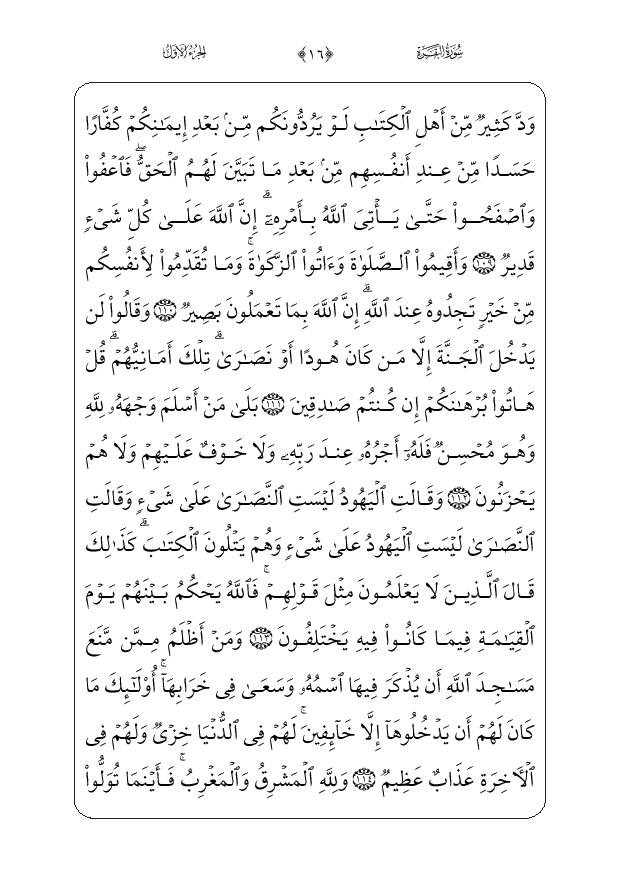 سُورَةُ البَقَرَةِ ﴿١٦﴾ الجُزْءُ الأَوَّلُ
وَدَّ كَثِيرٌ مِّنۡ أَهۡلِ ٱلۡكِتَٰبِ لَوۡ يَرُدُّونَكُم مِّنۢ بَعۡدِ إِيمَٰنِكُمۡ كُفَّارًا
حَسَدًا مِّنۡ عِندِ أَنفُسِهِم مِّنۢ بَعۡدِ مَا تَبَيَّنَ لَهُمُ ٱلۡحَقُّۖ فَٱعۡفُواْ
وَٱصۡفَحُواْ حَتَّىٰ يَأۡتِيَ ٱللَّهُ بِأَمۡرِهِۦٓۗ إِنَّ ٱللَّهَ عَلَىٰ كُلِّ شَيۡءٖ
قَدِيرٌ ١٠٩ وَأَقِيمُواْ ٱلصَّلَوٰةَ وَءَاتُواْ ٱلزَّكَوٰةَۚ وَمَا تُقَدِّمُواْ لِأَنفُسِكُم
مِّنۡ خَيۡرٖ تَجِدُوهُ عِندَ ٱللَّهِۗ إِنَّ ٱللَّهَ بِمَا تَعۡمَلُونَ بَصِيرٌ ١١٠ وَقَالُواْ لَن
يَدۡخُلَ ٱلۡجَنَّةَ إِلَّا مَن كَانَ هُودًا أَوۡ نَصَٰرَىٰۗ تِلۡكَ أَمَانِيُّهُمۡۗ قُلۡ
هَاتُواْ بُرۡهَٰنَكُمۡ إِن كُنتُمۡ صَٰدِقِينَ ١١١ بَلَىٰ مَنۡ أَسۡلَمَ وَجۡهَهُۥ لِلَّهِ
وَهُوَ مُحۡسِنٌ فَلَهُۥٓ أَجۡرُهُۥ عِندَ رَبِّهِۦ وَلَا خَوۡفٌ عَلَيۡهِمۡ وَلَا هُمۡ
يَحۡزَنُونَ ١١٢ وَقَالَتِ ٱلۡيَهُودُ لَيۡسَتِ ٱلنَّصَٰرَىٰ عَلَىٰ شَيۡءٖ وَقَالَتِ
ٱلنَّصَٰرَىٰ لَيۡسَتِ ٱلۡيَهُودُ عَلَىٰ شَيۡءٖ وَهُمۡ يَتۡلُونَ ٱلۡكِتَٰبَۗ كَذَٰلِكَ
قَالَ ٱلَّذِينَ لَا يَعۡلَمُونَ مِثۡلَ قَوۡلِهِمۡۚ فَٱللَّهُ يَحۡكُمُ بَيۡنَهُمۡ يَوۡمَ
ٱلۡقِيَٰمَةِ فِيمَا كَانُواْ فِيهِ يَخۡتَلِفُونَ ١١٣ وَمَنۡ أَظۡلَمُ مِمَّن مَّنَعَ
مَسَٰجِدَ ٱللَّهِ أَن يُذۡكَرَ فِيهَا ٱسۡمُهُۥ وَسَعَىٰ فِي خَرَابِهَآۚ أُوْلَٰٓئِكَ مَا
كَانَ لَهُمۡ أَن يَدۡخُلُوهَآ إِلَّا خَآئِفِينَۚ لَهُمۡ فِي ٱلدُّنۡيَا خِزۡيٌ وَلَهُمۡ فِي
ٱلۡأٓخِرَةِ عَذَابٌ عَظِيمٌ ١١٤ وَلِلَّهِ ٱلۡمَشۡرِقُ وَٱلۡمَغۡرِبُۚ فَأَيۡنَمَا تُوَلُّواْ